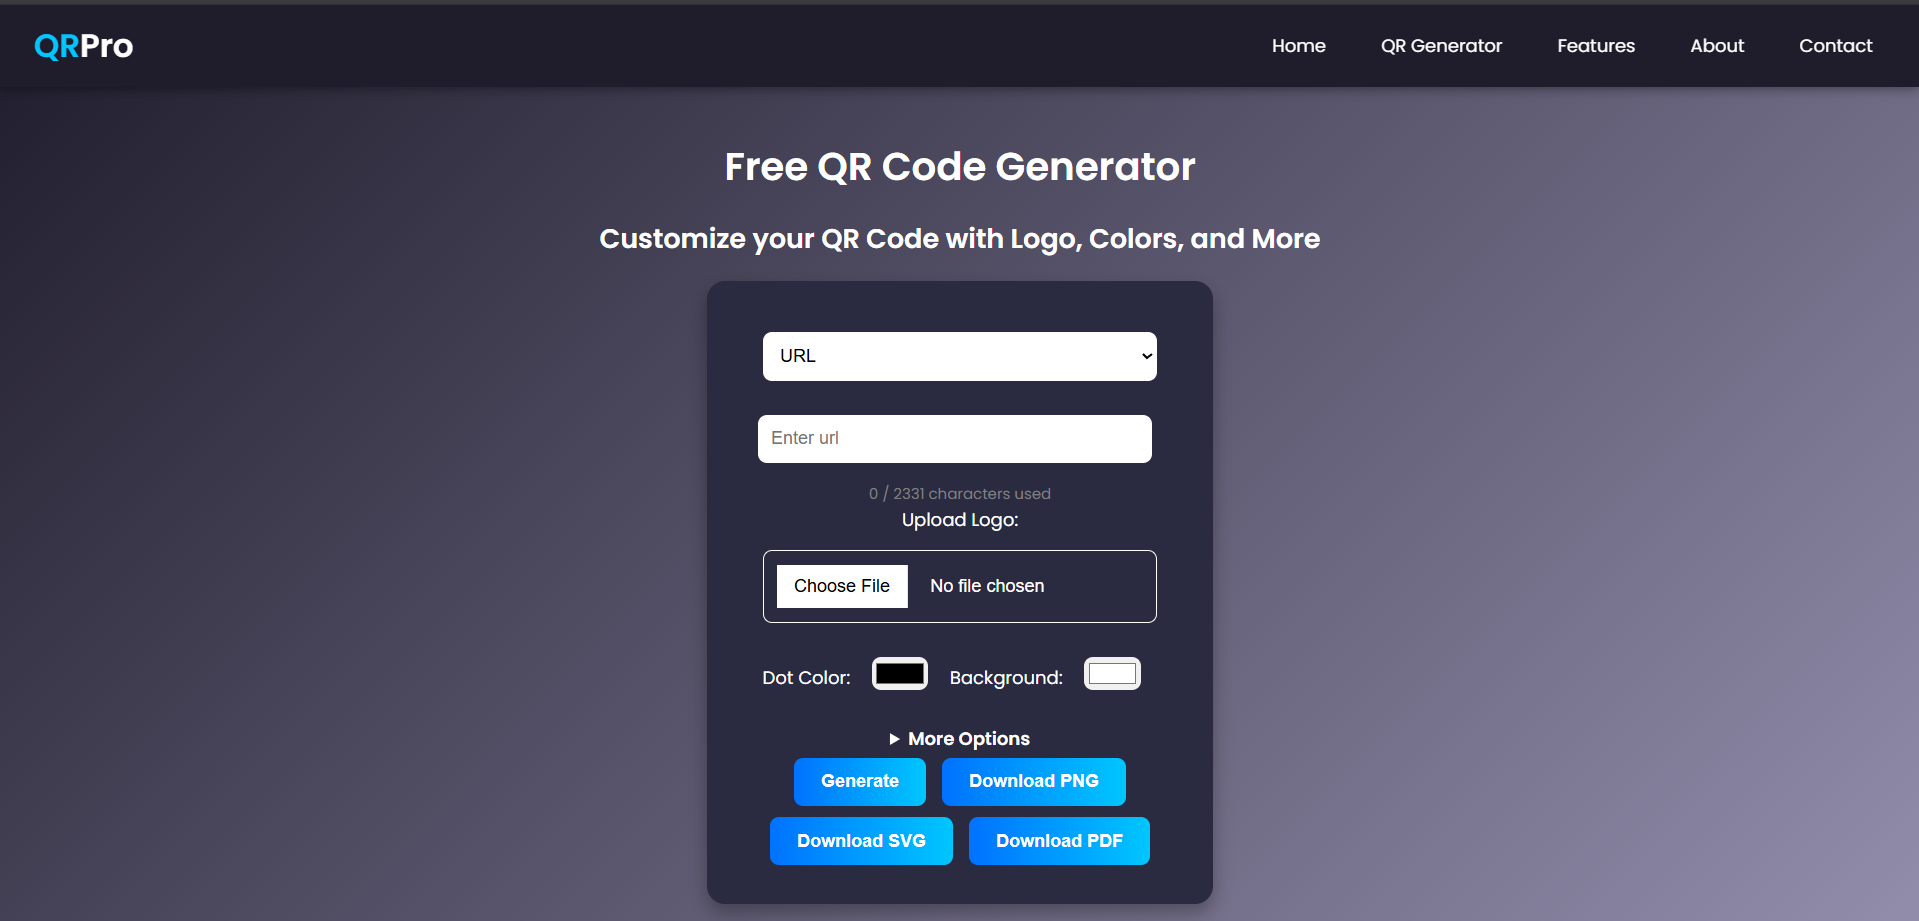 QRPro
Home QR Generator Features About Contact
Free QR Code Generator
Customize your QR Code with Logo, Colors, and More
URL
Enter url
0 / 2331 characters used
Upload Logo:
Choose File No file chosen
Dot Color: Background:
More Options
Generate Download PNG
Download SVG Download PDF